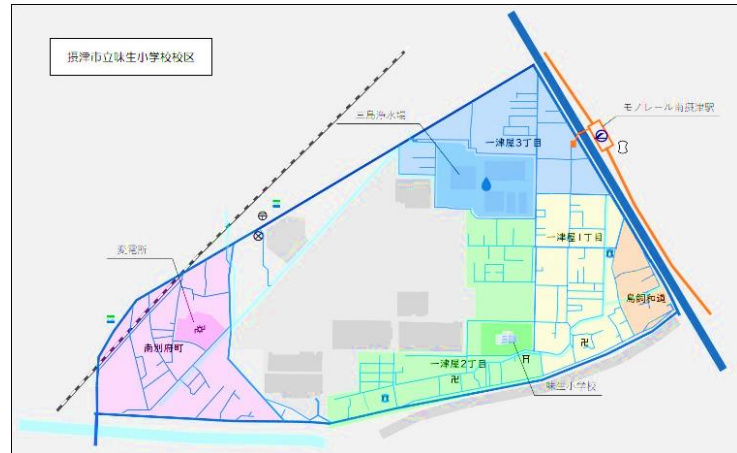 摂津市立味生小学校校区
モノレール南摂津駅
三島浄水場
一津屋3丁目
一津屋1丁目
変電所
鳥飼和道
南別府町
一津屋2丁目
味生小学校